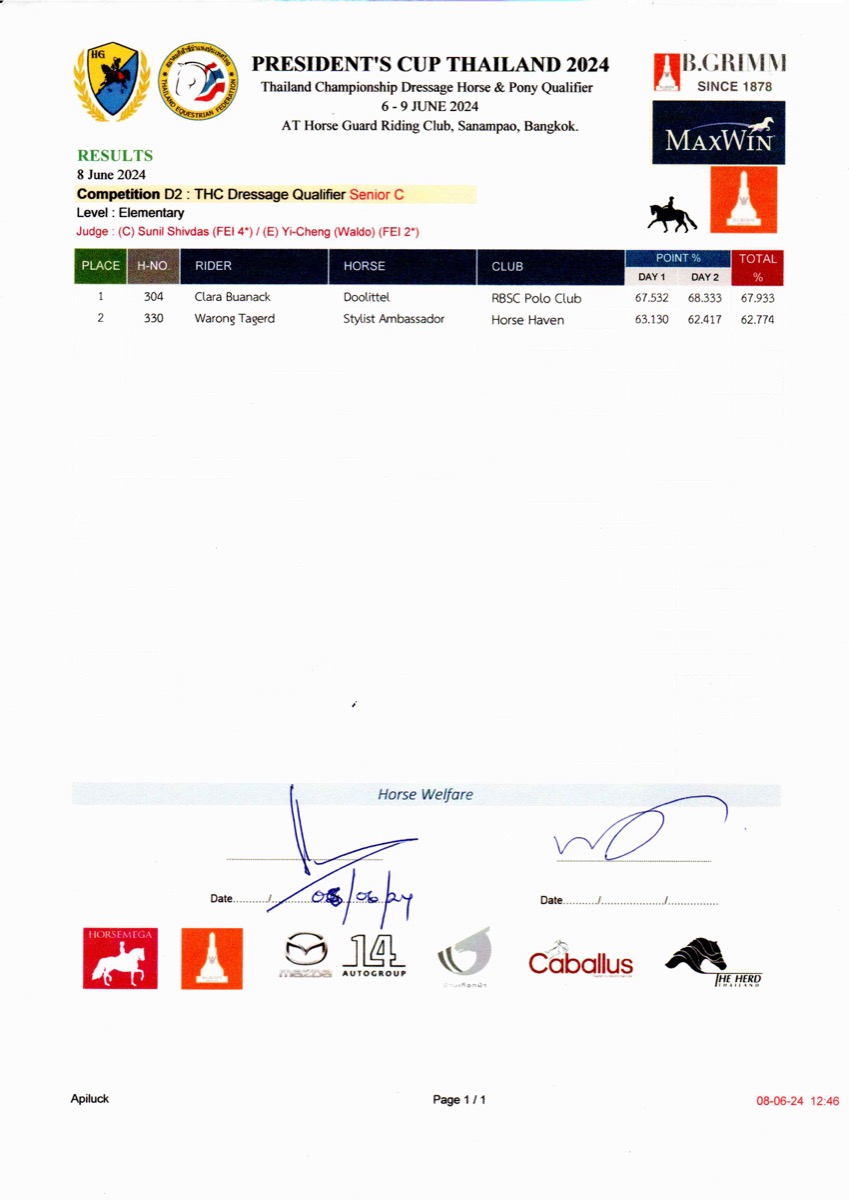 HG
THAILAND EQUESTRIAN FEDERATION
PRESIDENT'S CUP THAILAND 2024
Thailand Championship Dressage Horse & Pony Qualifier
6 - 9 JUNE 2024
AT Horse Guard Riding Club, Sanampao, Bangkok.
B.GRIMM
SINCE 1878
MAXWIN
RESULTS
8 June 2024
Competition D2 : THC Dressage Qualifier Senior C
Level : Elementary
Judge : (C) Sunil Shivdas (FEI 4*) / (E) Yi-Cheng (Waldo) (FEI 2*)
PLACE H-NO. RIDER HORSE CLUB POINT % TOTAL
DAY 1 DAY 2 %
1 304 Clara Buanack Doolittel RBSC Polo Club 67.532 68.333 67.933
2 330 Warong Tagerd Stylist Ambassador Horse Haven 63.130 62.417 62.774
Horse Welfare
Date........../ 08/06/24
Date........../................../..............
HORSEMEGA
mazda 14 AUTOGROUP
Caballus
THE HERD
THAILAND
Apiluck Page 1 / 1 08-06-24 12:46